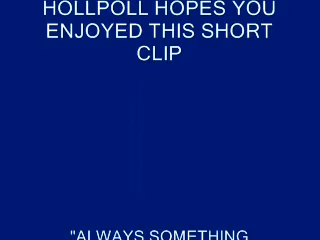 HOLLPOLL HOPES YOU
ENJOYED THIS SHORT
CLIP
"ALWAYS SOMETHING